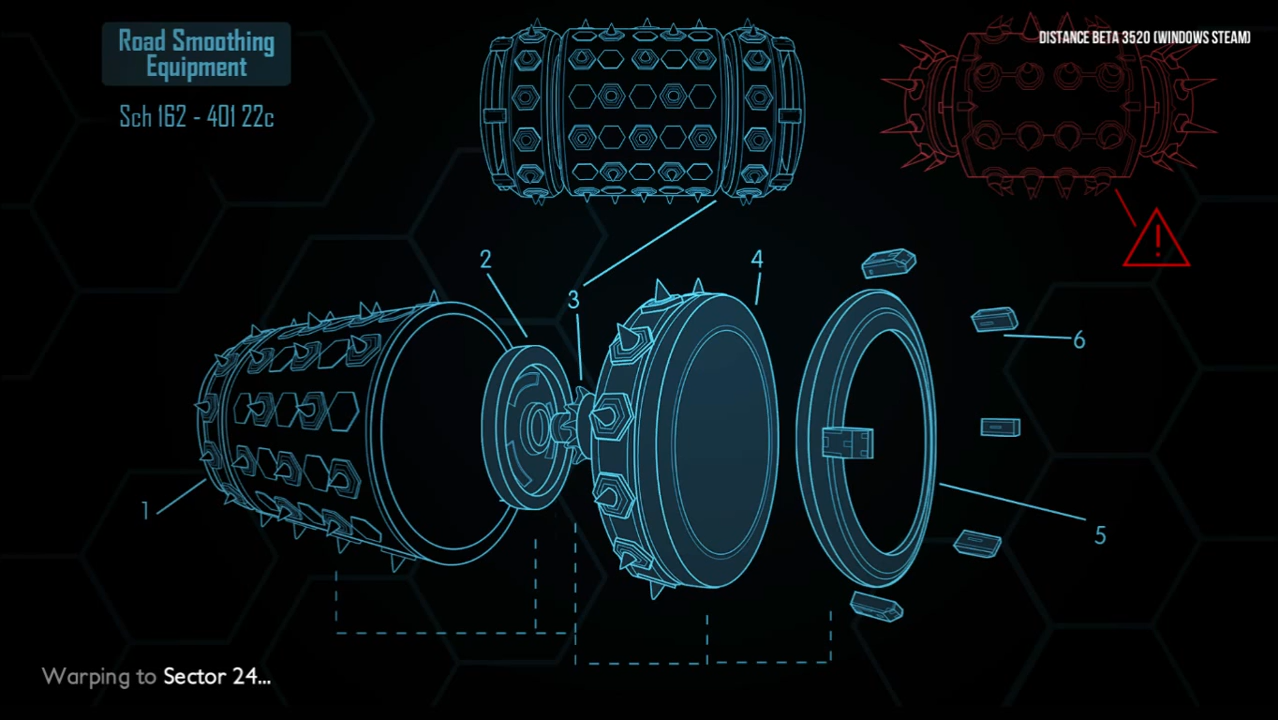 Road Smoothing
Equipment
Sch 162 - 401 22c
DISTANCE BETA 3520 (WINDOWS STEAM)
!
2
3
4
6
1
5
Warping to Sector 24...